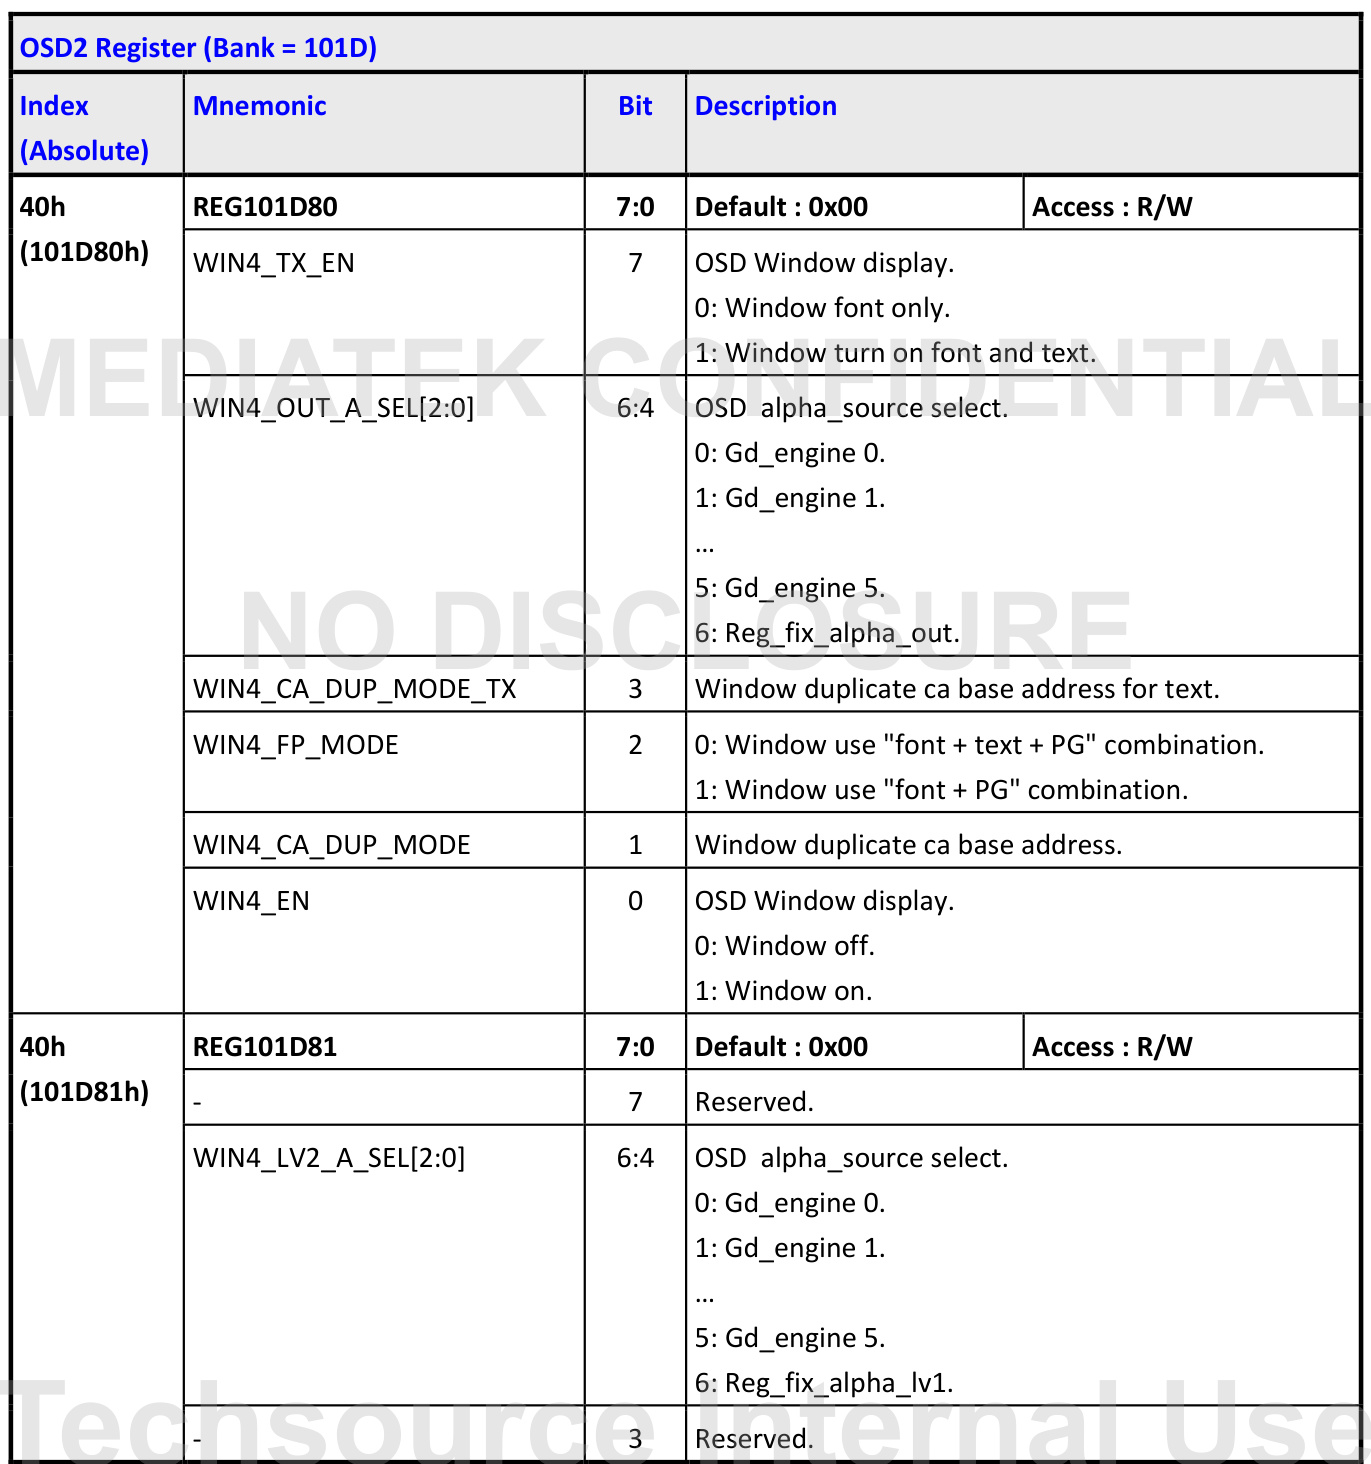 OSD2 Register (Bank = 101D)
Index (Absolute) Mnemonic Bit Description
40h (101D80h) REG101D80 7:0 Default : 0x00 Access : R/W
WIN4_TX_EN 7 OSD Window display.
0: Window font only.
1: Window turn on font and text.
MEDIATEK CONFIDENTIAL
WIN4_OUT_A_SEL[2:0] 6:4 OSD  alpha_source select.
0: Gd_engine 0.
1: Gd_engine 1.
...
5: Gd_engine 5.
NO DISCLOSURE
6: Reg_fix_alpha_out.
WIN4_CA_DUP_MODE_TX 3 Window duplicate ca base address for text.
WIN4_FP_MODE 2 0: Window use "font + text + PG" combination.
1: Window use "font + PG" combination.
WIN4_CA_DUP_MODE 1 Window duplicate ca base address.
WIN4_EN 0 OSD Window display.
0: Window off.
1: Window on.
40h (101D81h) REG101D81 7:0 Default : 0x00 Access : R/W
- 7 Reserved.
WIN4_LV2_A_SEL[2:0] 6:4 OSD  alpha_source select.
0: Gd_engine 0.
1: Gd_engine 1.
...
5: Gd_engine 5.
6: Reg_fix_alpha_lv1.
Techsource Internal Use
- 3 Reserved.